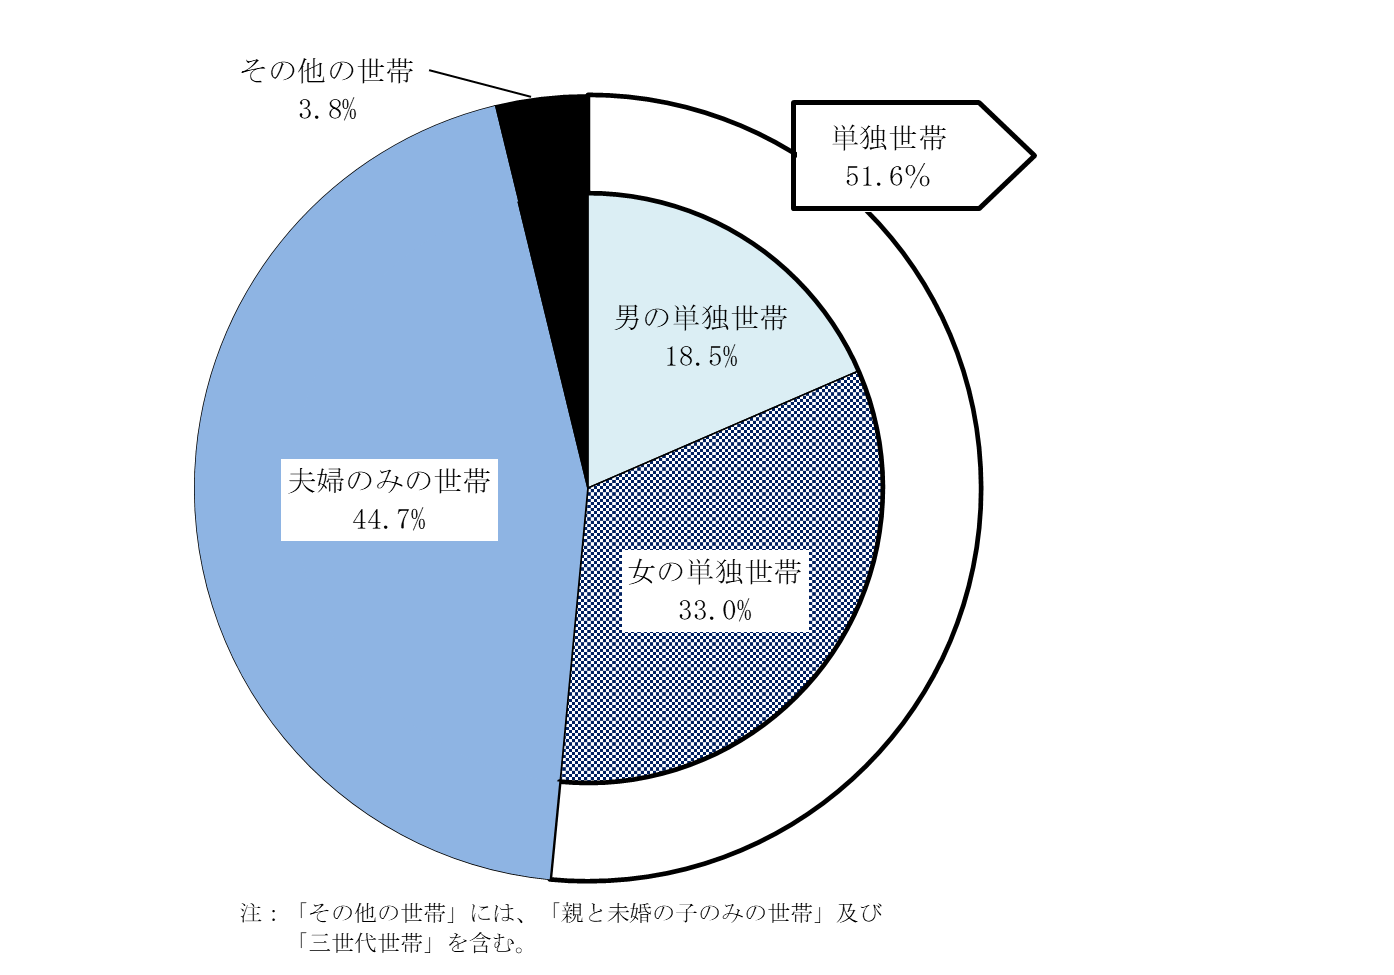 その他の世帯
3.8%
単独世帯
51.6%
男の単独世帯
18.5%
夫婦のみの世帯
44.7%
女の単独世帯
33.0%
注：「その他の世帯」には、「親と未婚の子のみの世帯」及び
「三世代世帯」を含む。